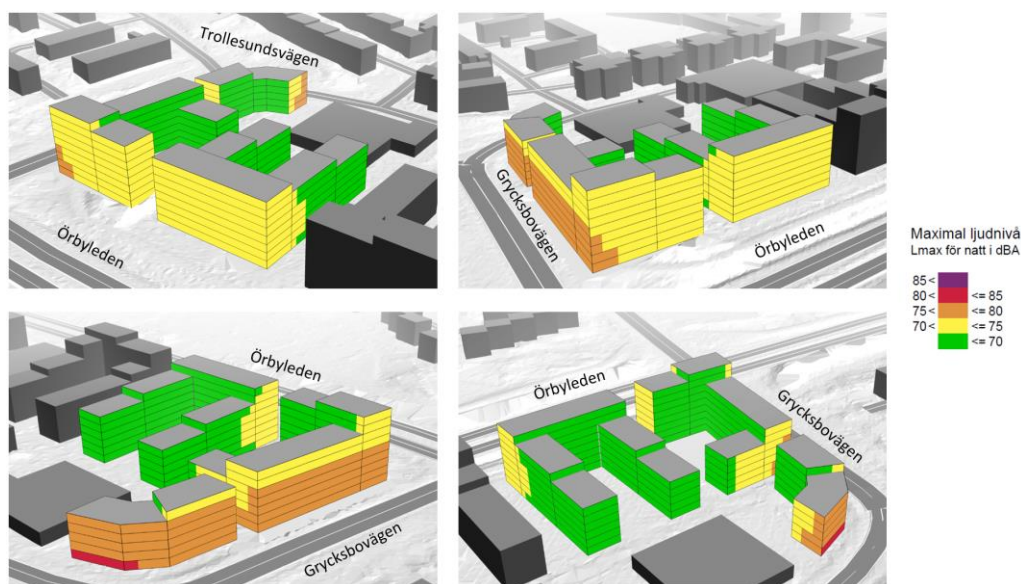 Trollesundsvägen
Örbyleden
Grycksbovägen
Örbyleden
Maximal ljudnivå
Lmax för natt i dBA
85 <
80 < <= 85
75 < <= 80
70 < <= 75
<= 70
Örbyleden
Grycksbovägen
Örbyleden
Grycksbovägen